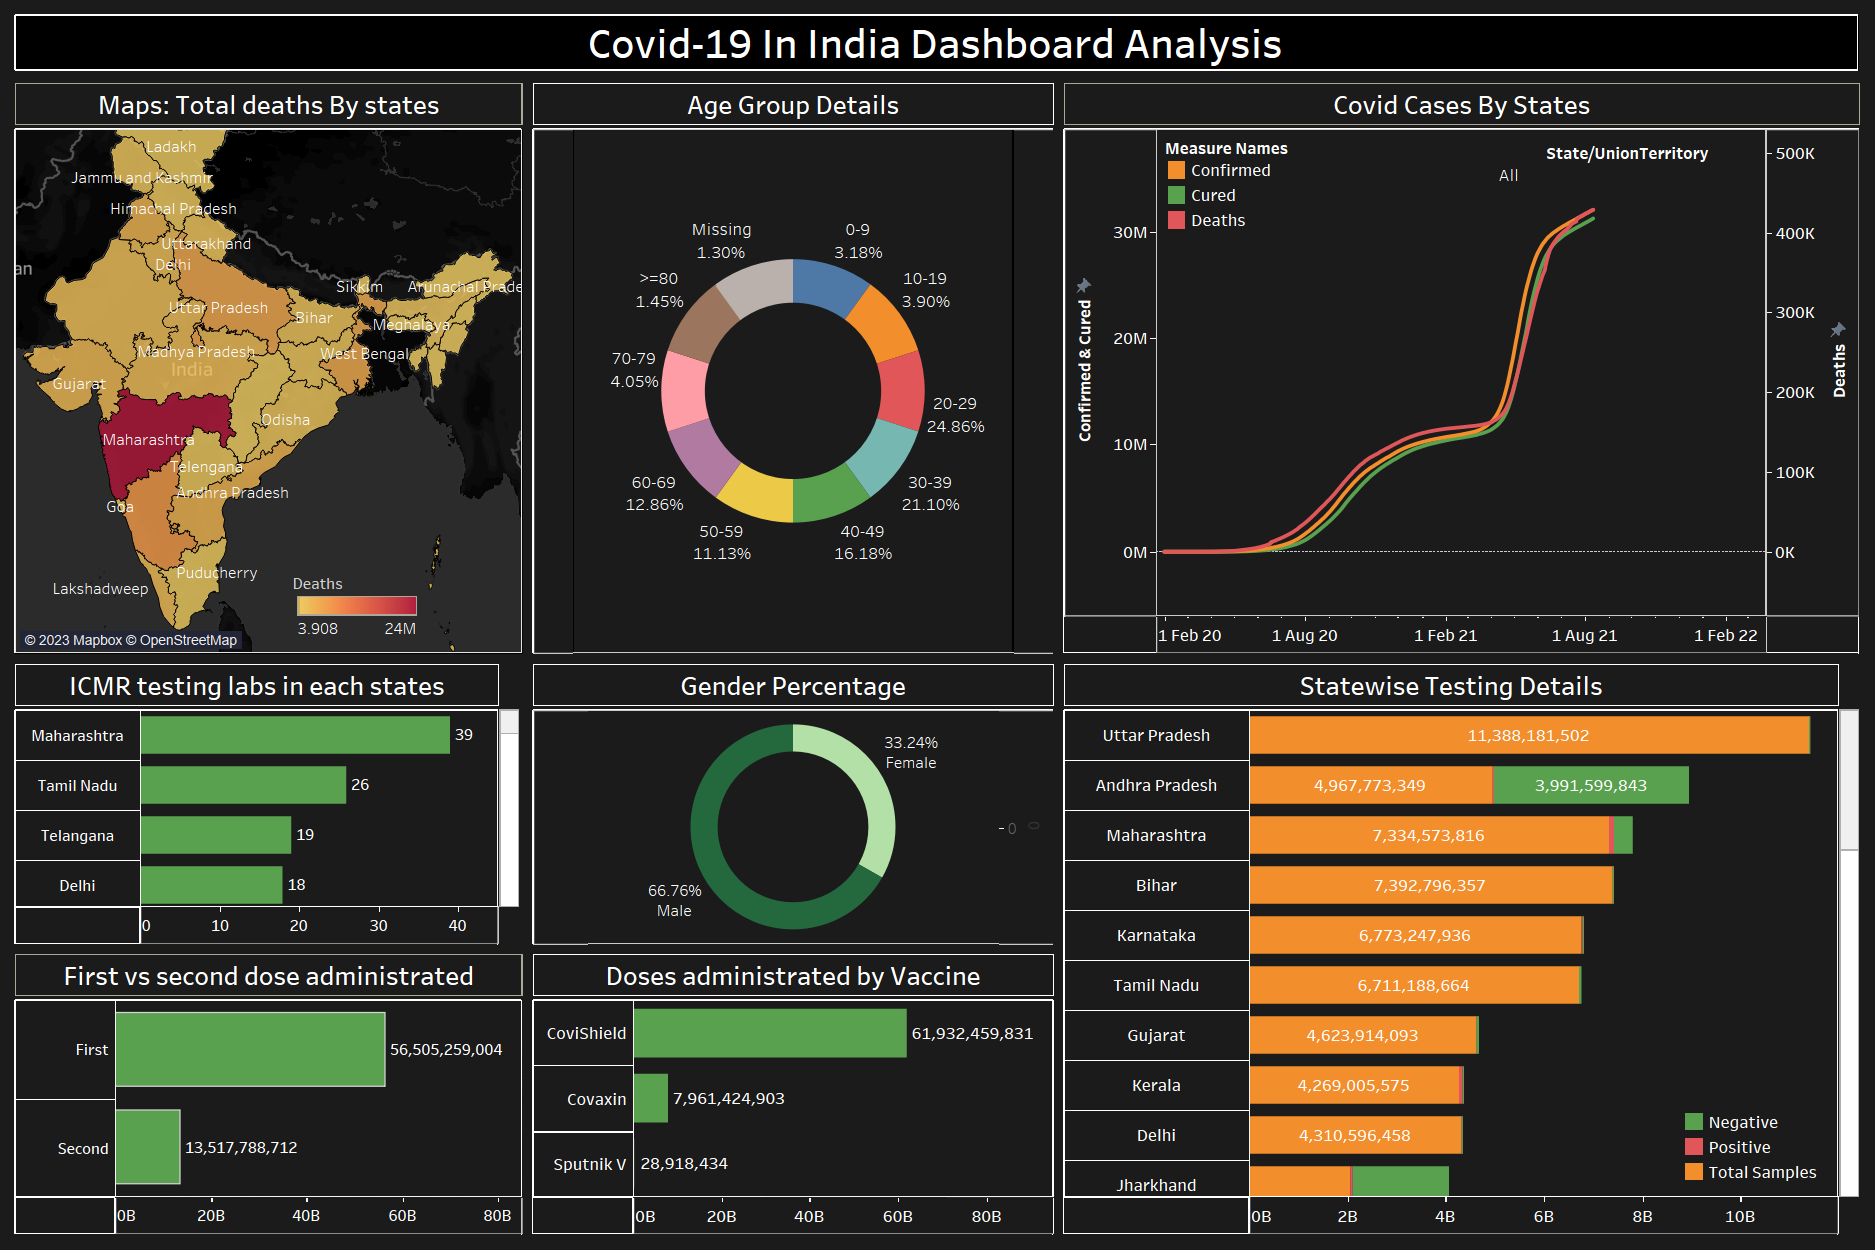 Covid-19 In India Dashboard Analysis
Maps: Total deaths By states
Ladakh
Jammu and Kashmir
Himachal Pradesh
Uttarakhand
Delhi
an
Sikkim
Arunachal Prade
Uttar Pradesh
Bihar
Meghalaya
Madhya Pradesh
West Bengal
India
Gujarat
Odisha
Maharashtra
Telengana
Andhra Pradesh
Goa
Puducherry
Lakshadweep
Deaths
3.908 24M
© 2023 Mapbox © OpenStreetMap
Age Group Details
Missing
1.30%
0-9
3.18%
>=80
1.45%
10-19
3.90%
70-79
4.05%
20-29
24.86%
60-69
12.86%
30-39
21.10%
50-59
11.13%
40-49
16.18%
Covid Cases By States
Measure Names
Confirmed
Cured
Deaths
State/UnionTerritory
All
Confirmed & Cured
30M
20M
10M
0M
500K
400K
300K
200K
100K
0K
Deaths
1 Feb 20 1 Aug 20 1 Feb 21 1 Aug 21 1 Feb 22
ICMR testing labs in each states
Maharashtra 39
Tamil Nadu 26
Telangana 19
Delhi 18
0 10 20 30 40
Gender Percentage
33.24%
Female
66.76%
Male
0 0
Statewise Testing Details
Uttar Pradesh 11,388,181,502
Andhra Pradesh 4,967,773,349 3,991,599,843
Maharashtra 7,334,573,816
Bihar 7,392,796,357
Karnataka 6,773,247,936
Tamil Nadu 6,711,188,664
Gujarat 4,623,914,093
Kerala 4,269,005,575
Delhi 4,310,596,458
Jharkhand
Negative
Positive
Total Samples
0B 2B 4B 6B 8B 10B
First vs second dose administrated
First 56,505,259,004
Second 13,517,788,712
0B 20B 40B 60B 80B
Doses administrated by Vaccine
CoviShield 61,932,459,831
Covaxin 7,961,424,903
Sputnik V 28,918,434
0B 20B 40B 60B 80B